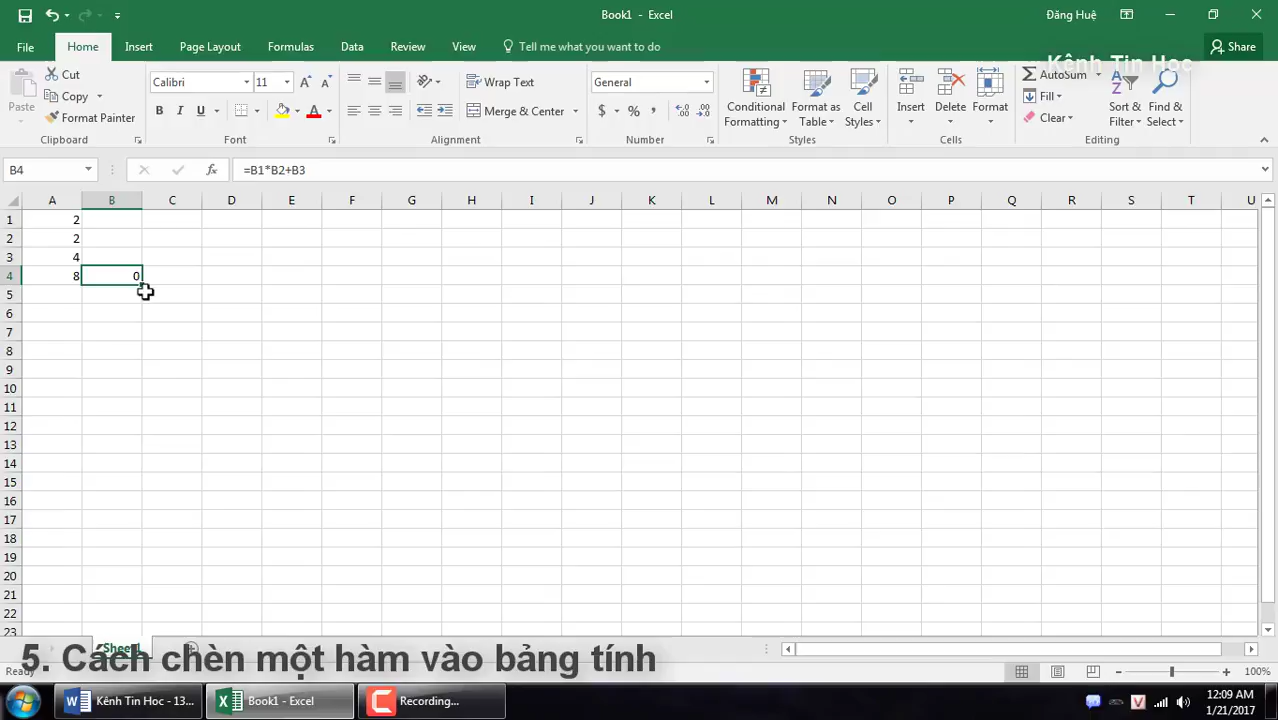 Book1 - Excel
Đăng Huệ
File
Home
Insert
Page Layout
Formulas
Data
Review
View
Tell me what you want to do
Share
Kênh Tin Học
Paste
Cut
Copy
Format Painter
Clipboard
Calibri
11
B I U
Font
Wrap Text
Merge & Center
Alignment
General
$ % ,
Number
Conditional
Formatting
Format as
Table
Cell
Styles
Styles
Insert
Delete
Format
Cells
AutoSum
Fill
Clear
Sort &
Filter
Find &
Select
Editing
B4
fx
=B1*B2+B3
A B C D E F G H I J K L M N O P Q R S T U
1 2
2 2
3 4
4 8 0
5
6
7
8
9
10
11
12
13
14
15
16
17
18
19
20
21
22
23
Sheet1
5. Cách chèn một hàm vào bảng tính
Ready
100%
Kênh Tin Học - 13...
Book1 - Excel
Recording...
12:09 AM
1/21/2017